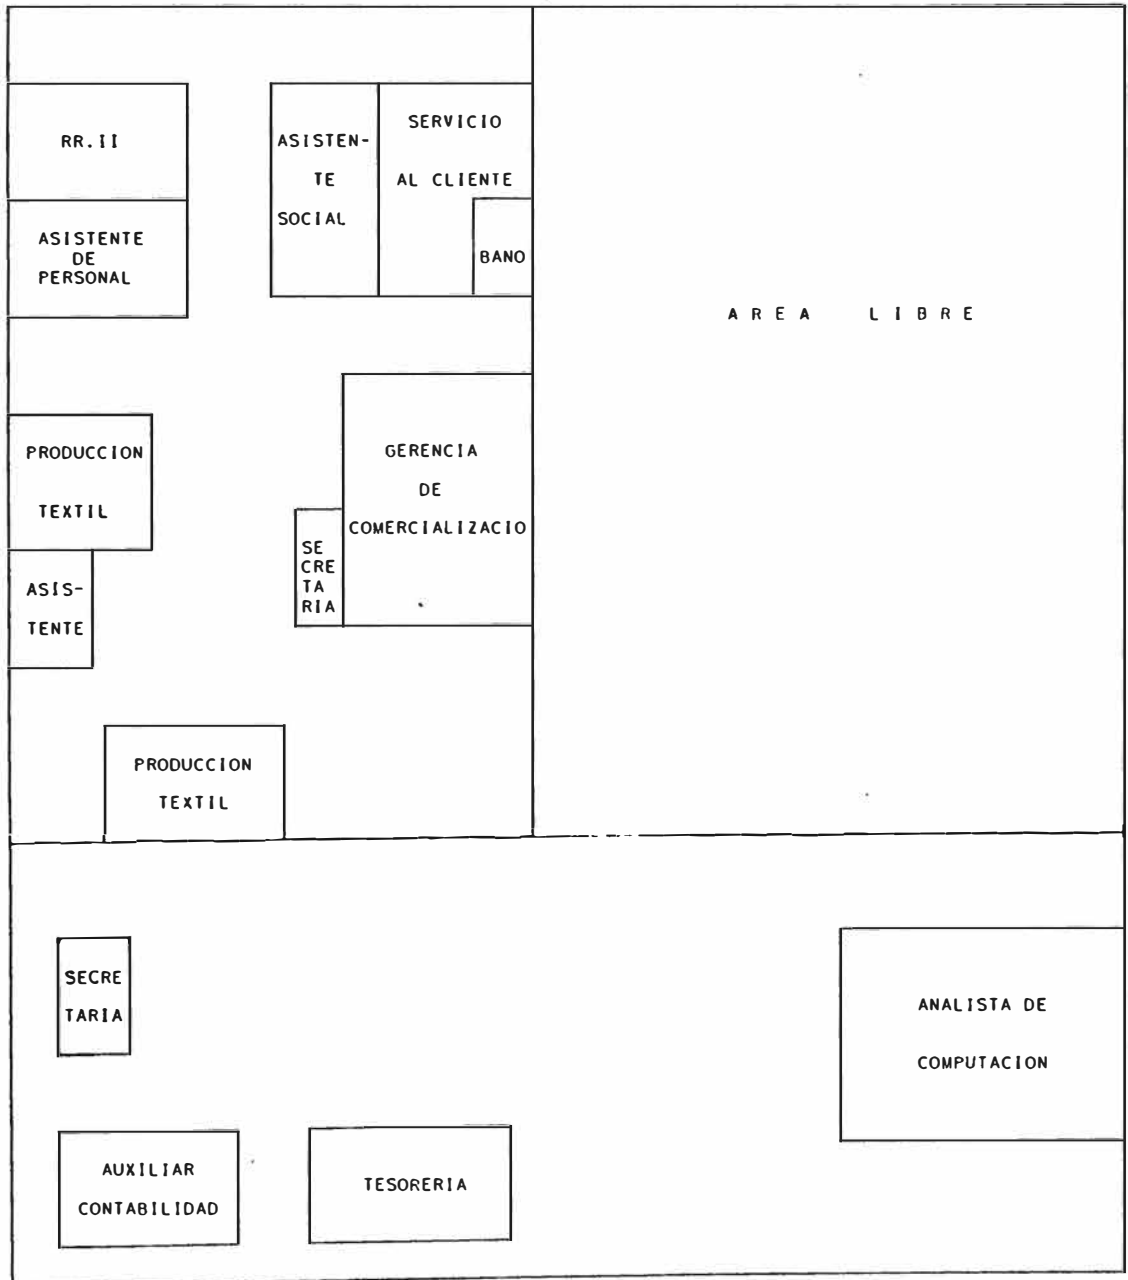 RR.II
ASISTENTE
DE
PERSONAL
ASISTEN-
TE
SOCIAL
SERVICIO
AL CLIENTE
BANO
AREA LIBRE
PRODUCCION
TEXTIL
ASIS-
TENTE
GERENCIA
DE
COMERCIALIZACIO
SE
CRE
TA
RIA
PRODUCCION
TEXTIL
SECRE
TARIA
ANALISTA DE
COMPUTACION
AUXILIAR
CONTABILIDAD
TESORERIA